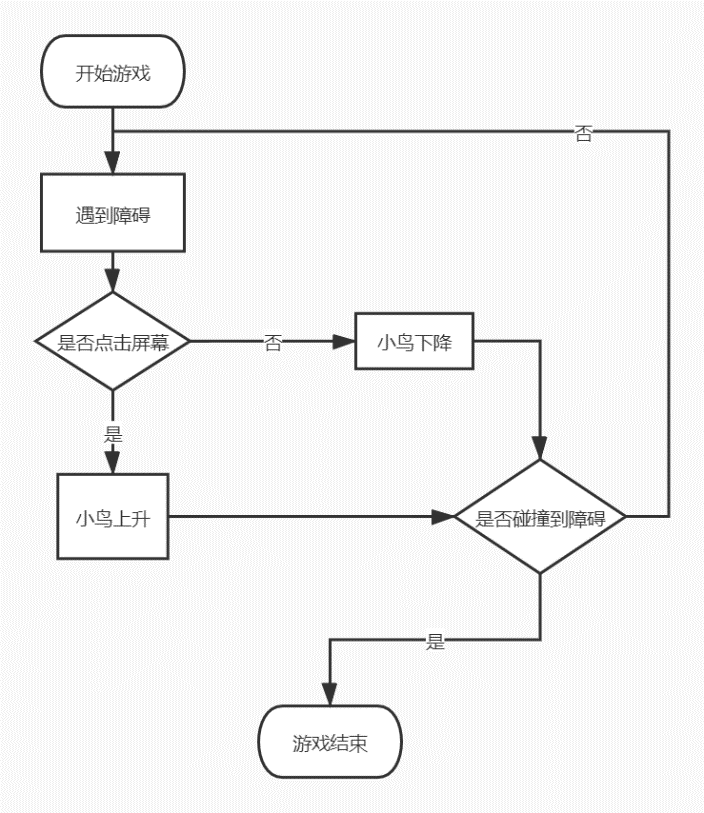 开始游戏
否
遇到障碍
是否点击屏幕
否
小鸟下降
是
小鸟上升
是否碰撞到障碍
是
游戏结束